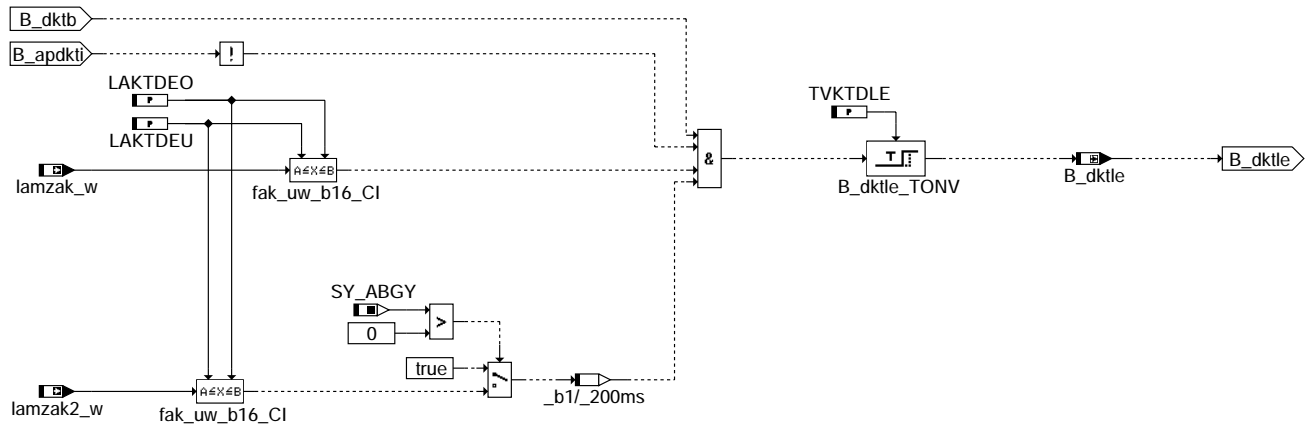 B_dktb
B_apdkti
!
LAKTDEO
P
P
LAKTDEU
TVKTDLE
P
&
T
lamzak_w
A≤X≤B
fak_uw_b16_CI
B_dktle_TONV
B_dktle
B_dktle
SY_ABGY
>
0
true
lamzak2_w
A≤X≤B
fak_uw_b16_CI
_b1/_200ms